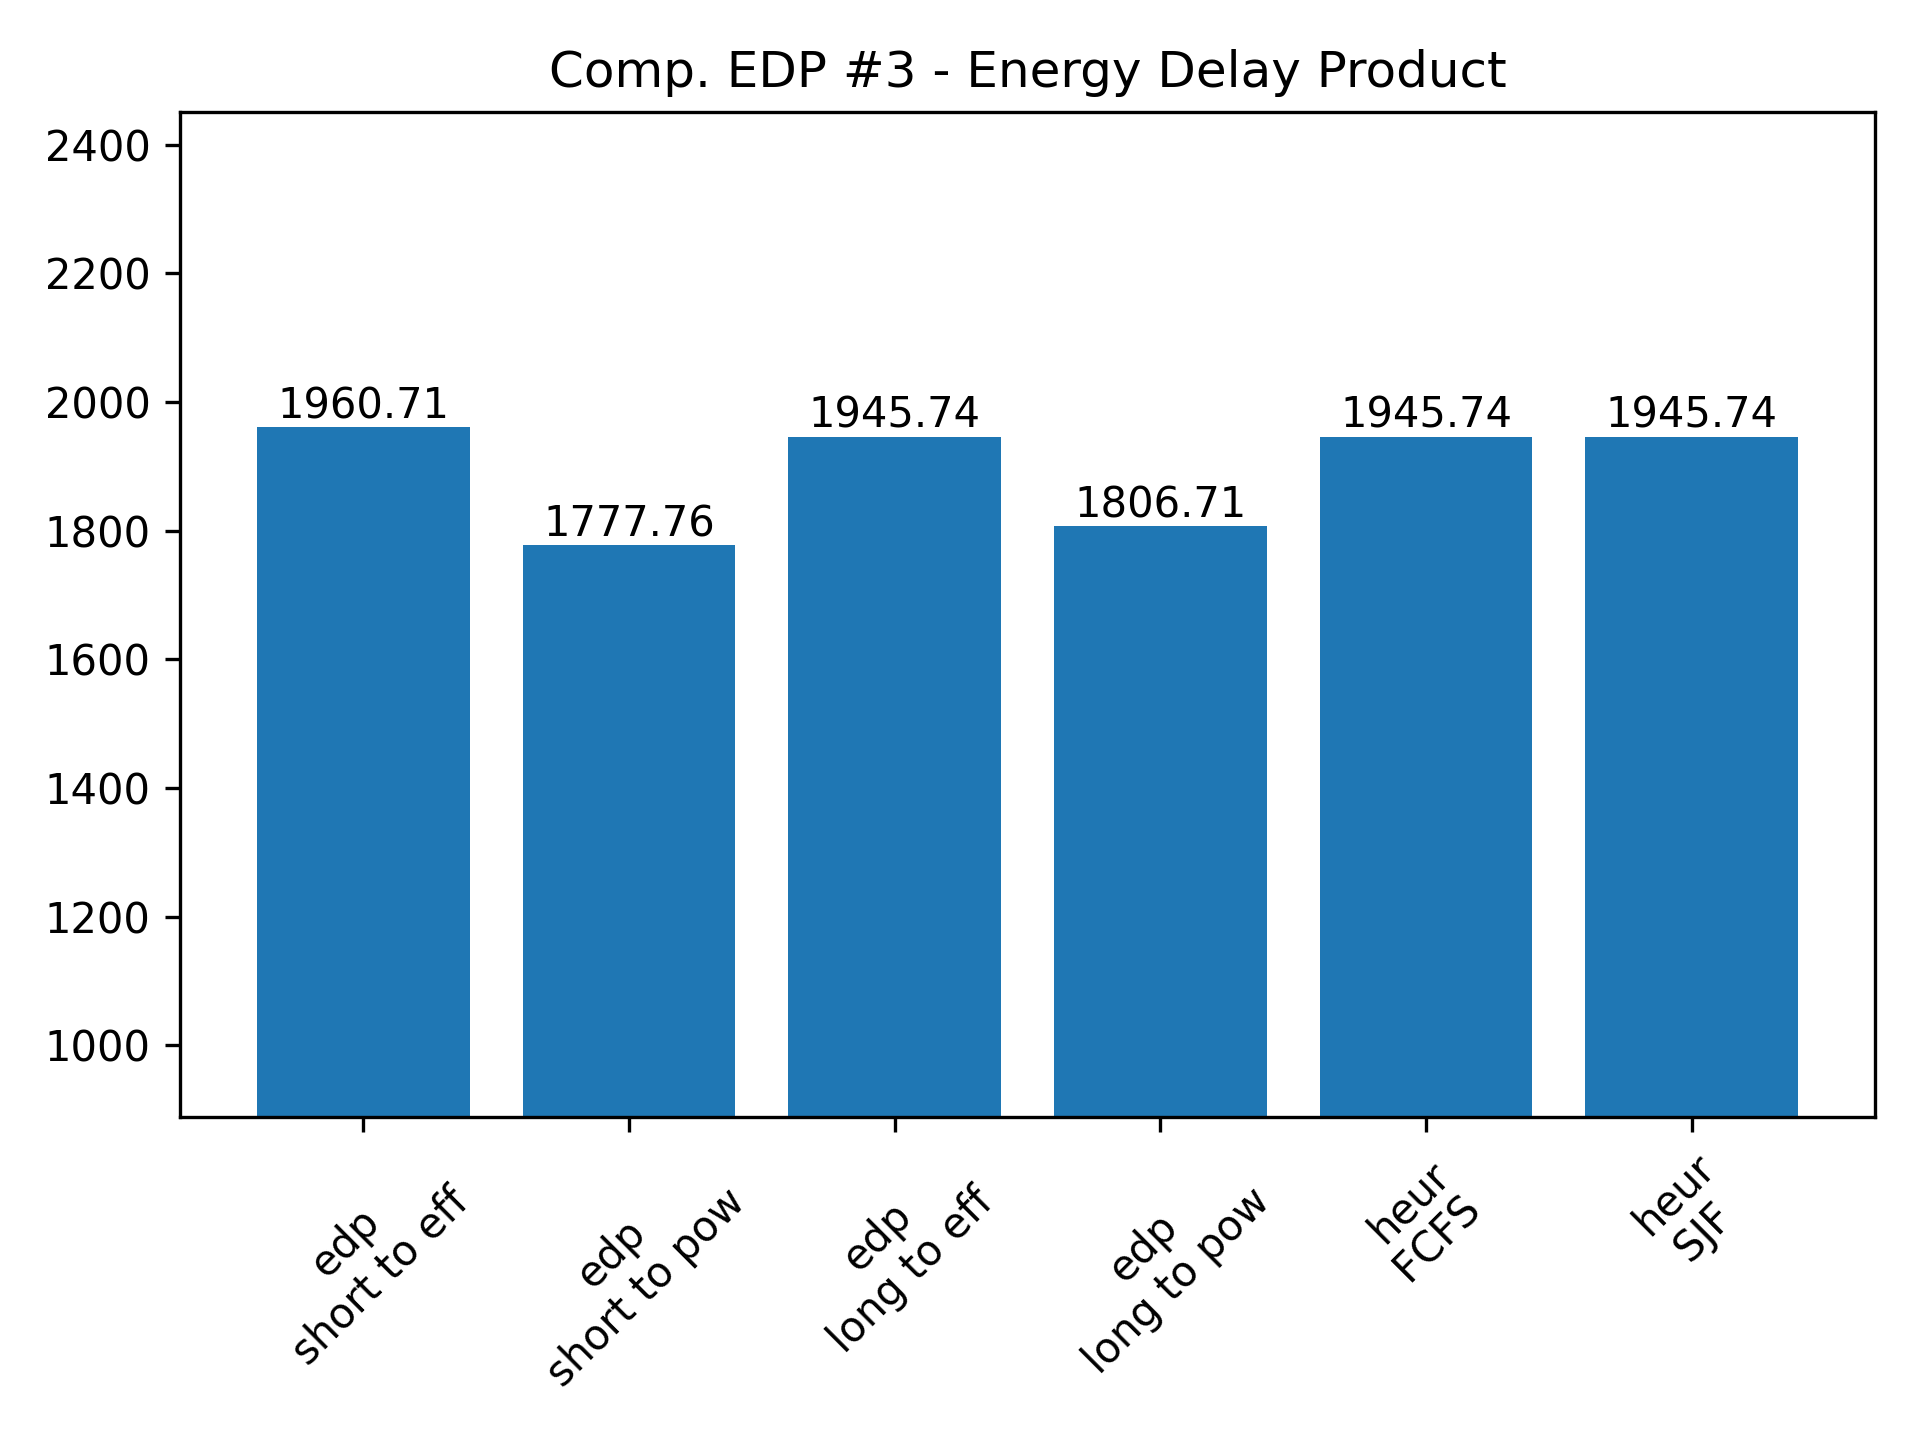 Comp. EDP #3 - Energy Delay Product
2400
2200
2000
1800
1600
1400
1200
1000
1960.71
1777.76
1945.74
1806.71
1945.74
1945.74
edp
short to eff
edp
short to pow
edp
long to eff
edp
long to pow
heur
FCFS
heur
SJF